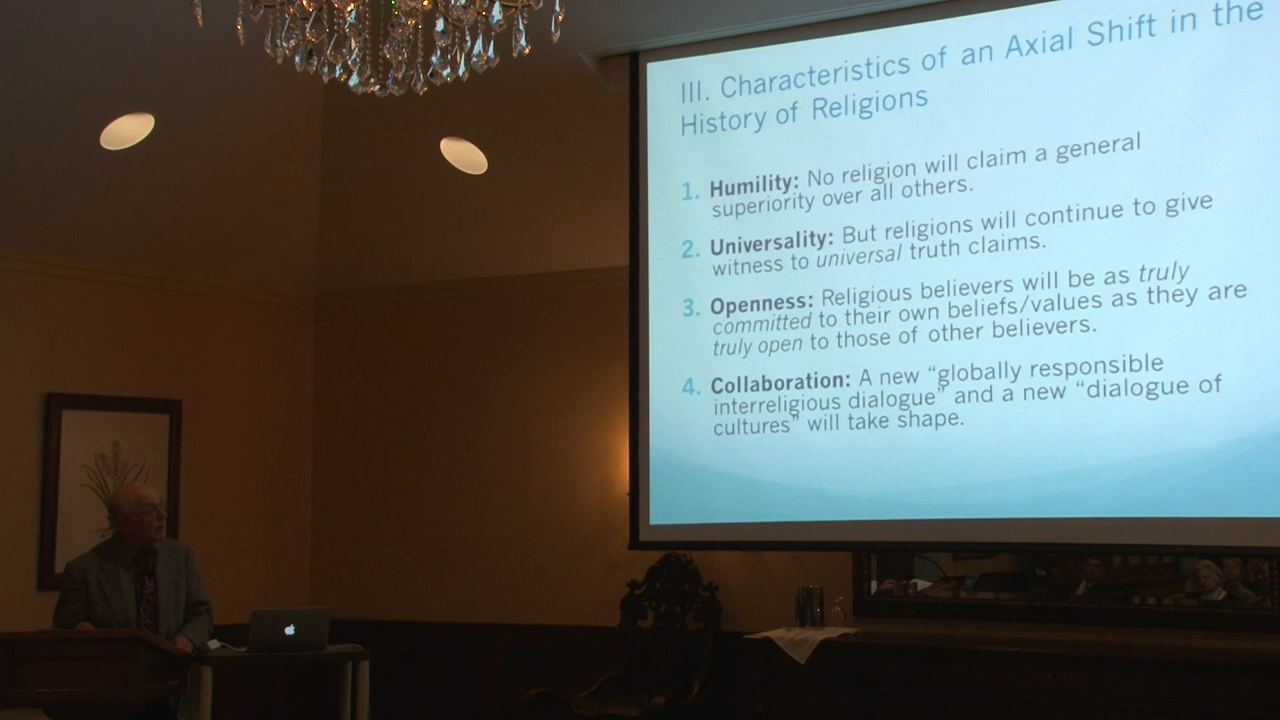 III. Characteristics of an Axial Shift in the
History of Religions
1. Humility: No religion will claim a general
superiority over all others.
2. Universality: But religions will continue to give
witness to universal truth claims.
3. Openness: Religious believers will be as truly
committed to their own beliefs/values as they are
truly open to those of other believers.
4. Collaboration: A new “globally responsible
interreligious dialogue” and a new “dialogue of
cultures” will take shape.